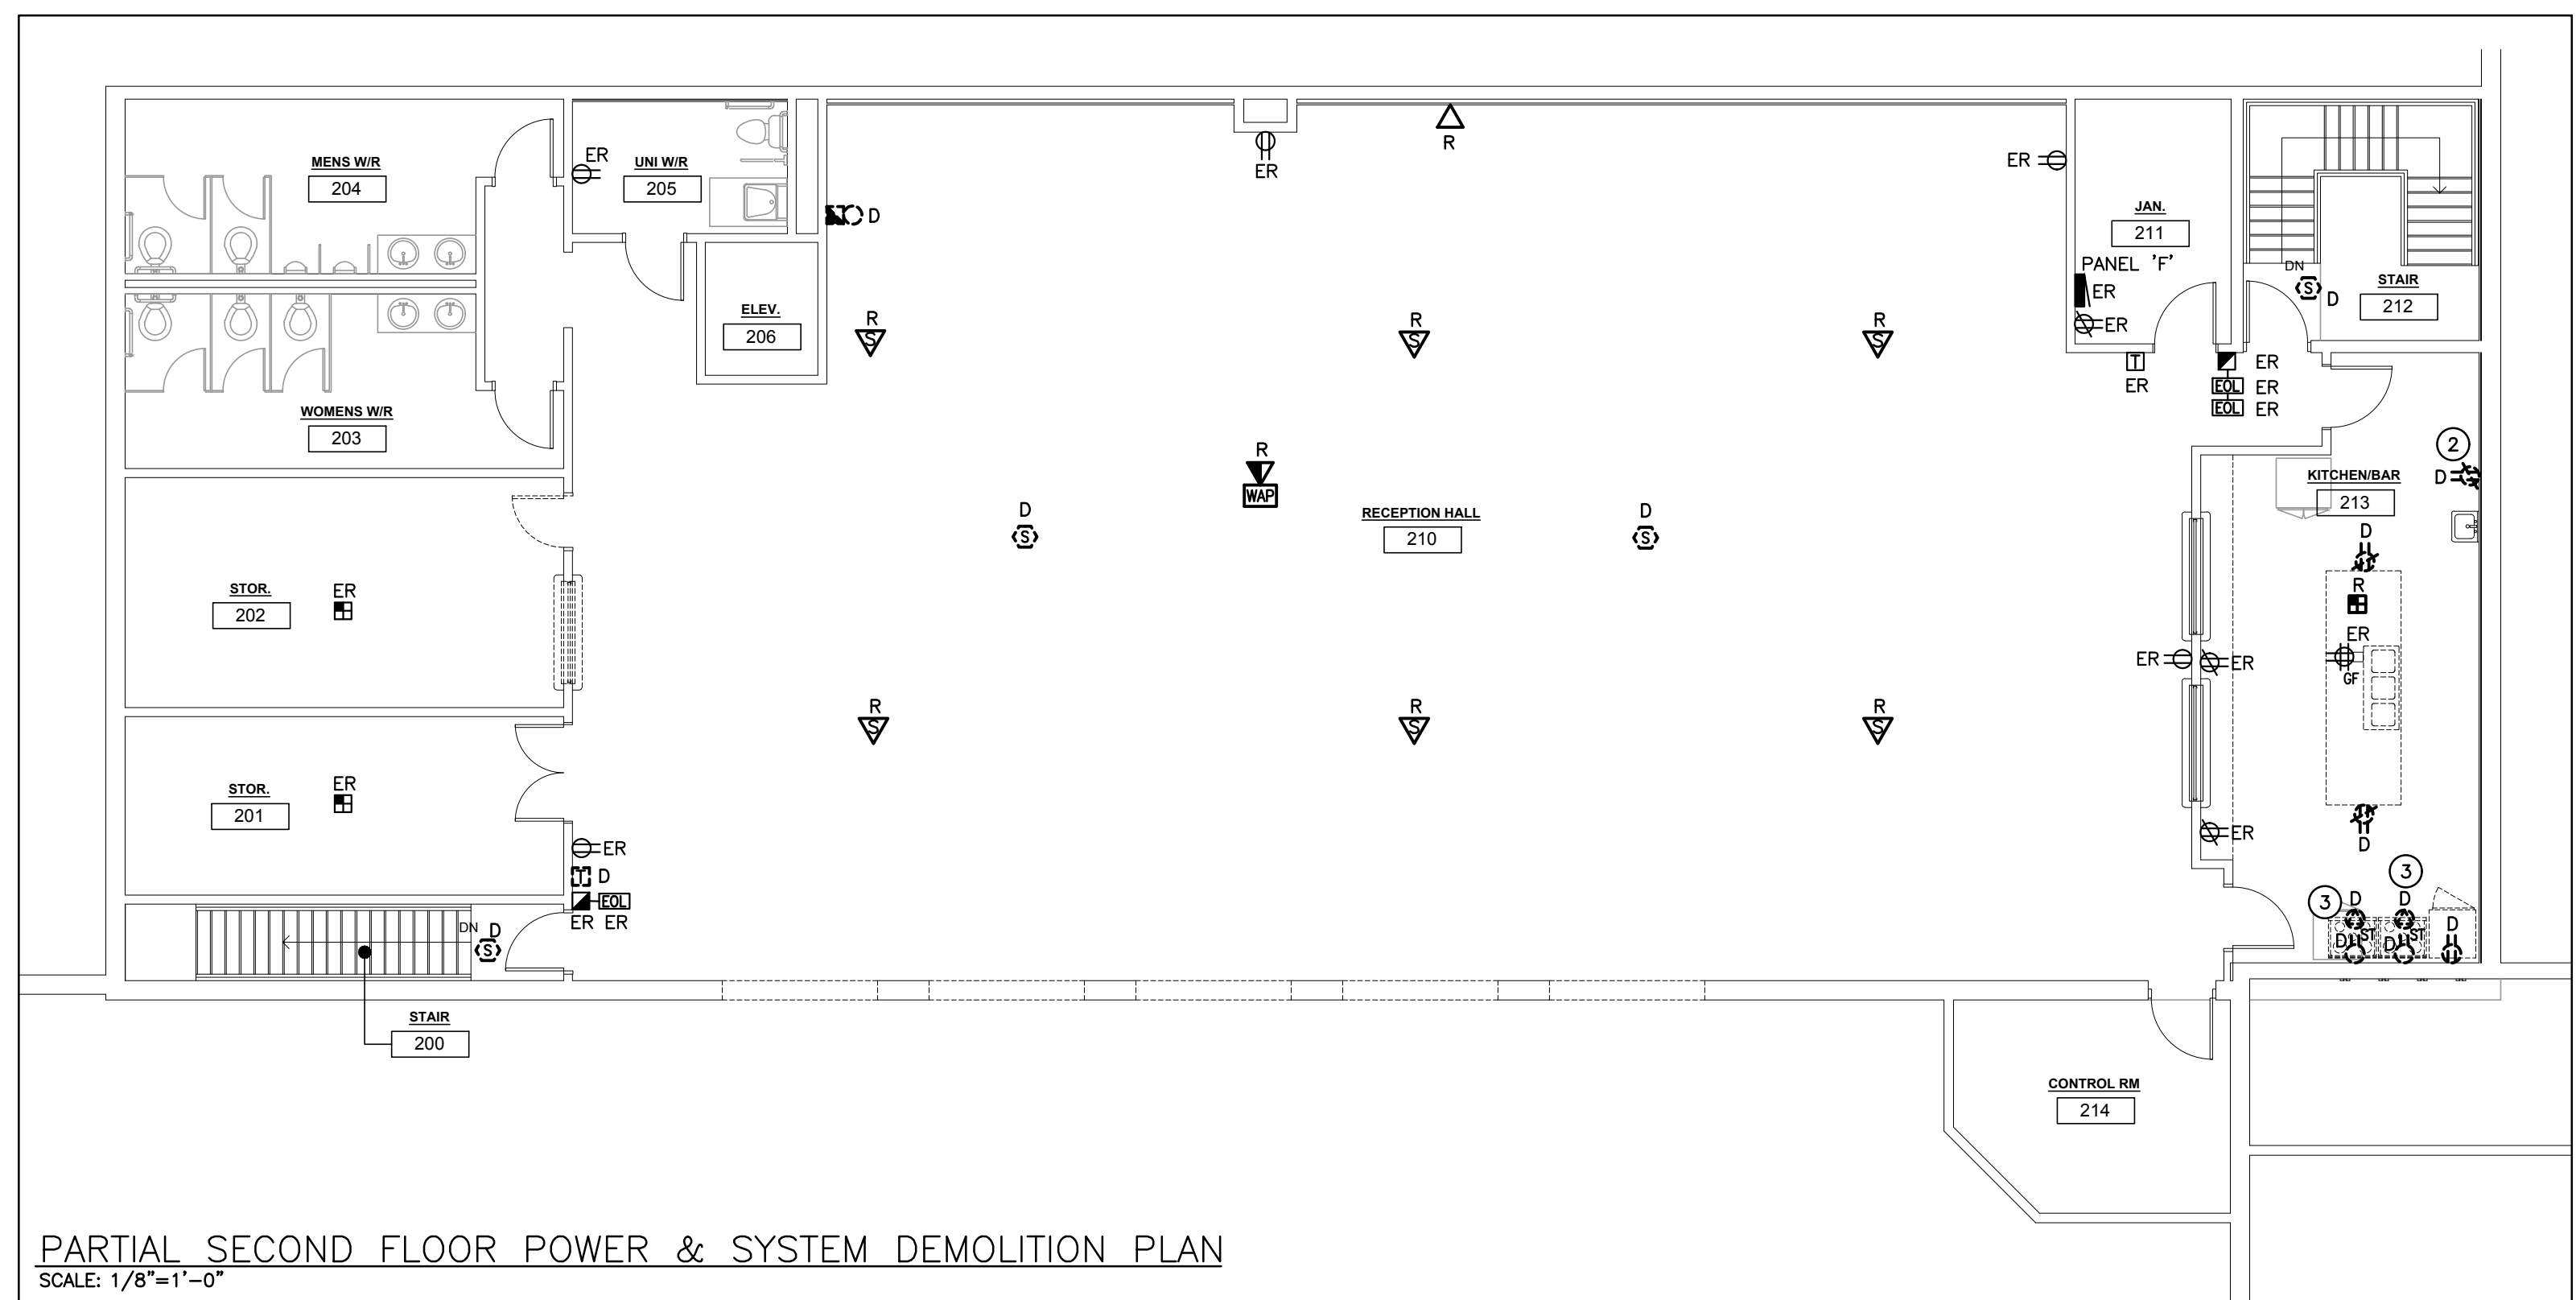 MENS W/R
204
ER
UNI W/R
205
D
ELEV.
206
WOMENS W/R
203
ER
R
ER
JAN.
211
PANEL 'F'
ER
ER
DN
S
D
STAIR
212
R
S
R
S
R
S
T
ER
ER
EOL ER
EOL ER
R
WAP
D
S
RECEPTION HALL
210
D
S
2
D
KITCHEN/BAR
213
D
R
ER
GF
ER
ER
ER
D
STOR.
202
ER
STOR.
201
ER
R
S
R
S
R
S
ER
T D
EOL
ER ER
DN
D
S
STAIR
200
3
3
D
D
ST
ST
D
D
D
CONTROL RM
214
PARTIAL SECOND FLOOR POWER & SYSTEM DEMOLITION PLAN
SCALE: 1/8"=1'-0"